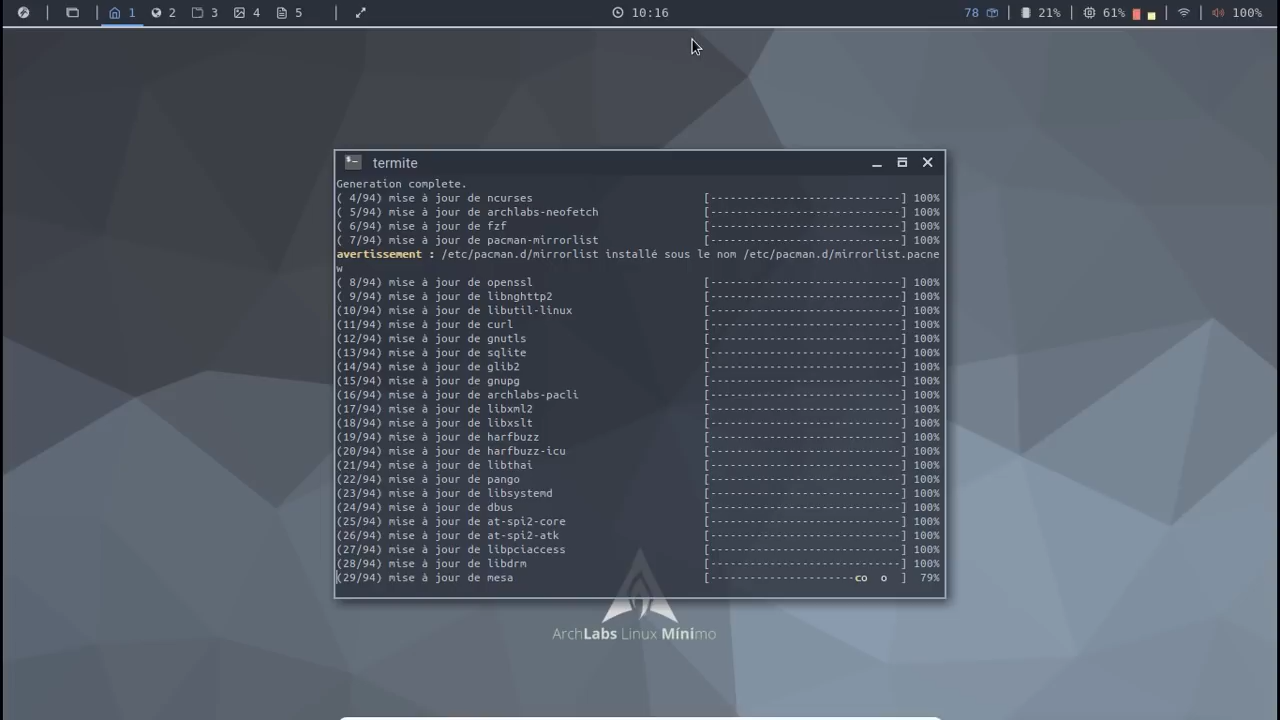 1 2 3 4 5 10:16 78 21% 61% 100%
termite
Generation complete.
( 4/94) mise à jour de ncurses [-----------------------------] 100%
( 5/94) mise à jour de archlabs-neofetch [-----------------------------] 100%
( 6/94) mise à jour de fzf [-----------------------------] 100%
( 7/94) mise à jour de pacman-mirrorlist [-----------------------------] 100%
avertissement : /etc/pacman.d/mirrorlist installé sous le nom /etc/pacman.d/mirrorlist.pacne
w
( 8/94) mise à jour de openssl [-----------------------------] 100%
( 9/94) mise à jour de libnghttp2 [-----------------------------] 100%
(10/94) mise à jour de libutil-linux [-----------------------------] 100%
(11/94) mise à jour de curl [-----------------------------] 100%
(12/94) mise à jour de gnutls [-----------------------------] 100%
(13/94) mise à jour de sqlite [-----------------------------] 100%
(14/94) mise à jour de glib2 [-----------------------------] 100%
(15/94) mise à jour de gnupg [-----------------------------] 100%
(16/94) mise à jour de archlabs-pacli [-----------------------------] 100%
(17/94) mise à jour de libxml2 [-----------------------------] 100%
(18/94) mise à jour de libxslt [-----------------------------] 100%
(19/94) mise à jour de harfbuzz [-----------------------------] 100%
(20/94) mise à jour de harfbuzz-icu [-----------------------------] 100%
(21/94) mise à jour de libthai [-----------------------------] 100%
(22/94) mise à jour de pango [-----------------------------] 100%
(23/94) mise à jour de libsystemd [-----------------------------] 100%
(24/94) mise à jour de dbus [-----------------------------] 100%
(25/94) mise à jour de at-spi2-core [-----------------------------] 100%
(26/94) mise à jour de at-spi2-atk [-----------------------------] 100%
(27/94) mise à jour de libpciaccess [-----------------------------] 100%
(28/94) mise à jour de libdrm [-----------------------------] 100%
(29/94) mise à jour de mesa [----------------------co  o  ] 79%
ArchLabs Linux Mínimo